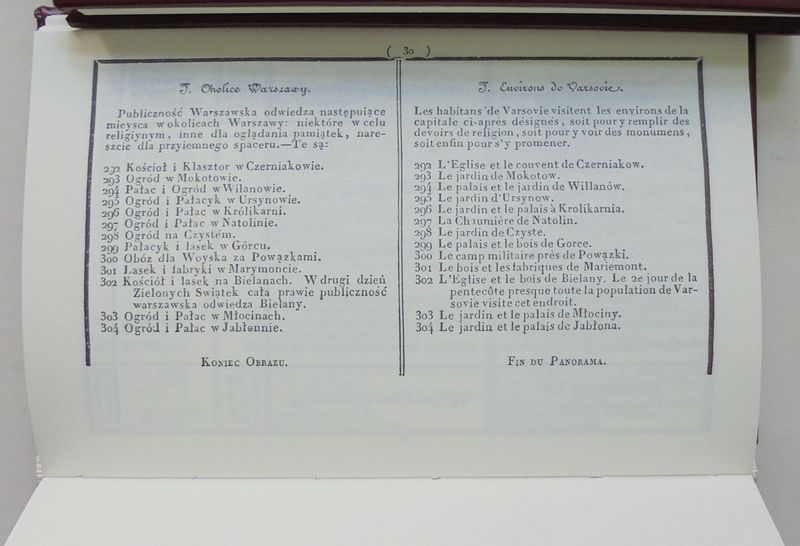 ( 30 )
T. Okolice Warszawy.
Publiczność Warszawska odwiedza następuiące
mieysca w okolicach Warszawy: niektóre w celu
religiynym, inne dla oglądania pamiątek, nare-
szcie dla przyiemnego spaceru.—Te są:
292 Kościoł i Klasztor w Czerniakowie.
293 Ogród w Mokotowie.
294 Pałac i Ogród w Wilanowie.
295 Ogród i Pałacyk w Ursynowie.
296 Ogród i Pałac w Królikarni.
297 Ogród i Pałac w Natolinie.
298 Ogród na Czystém.
299 Pałacyk i lasek w Górcu.
300 Obóz dla Woyska za Powązkami.
301 Lasek i fabryki w Marymoncie.
302 Kościół i lasek na Bielanach. W drugi dzień
Zielonych Swiątek cała prawie publiczność
warszawska odwiedza Bielany.
303 Ogród i Pałac w Młocinach.
304 Ogród i Pałac w Jabłonnie.
Koniec Obrazu.
T. Environs de Varsovie.
Les habitans de Varsovie visitent les environs de la
capitale ci-après désignés, soit pour y remplir des
devoirs de religion, soit pour y voir des monumens,
soit enfin pour s'y promener.
292 L'Eglise et le couvent de Czerniakow.
293 Le jardin de Mokotow.
294 Le palais et le jardin de Willanów.
295 Le jardin d'Ursynow.
296 Le jardin et le palais à Krolikarnia.
297 La Chaumière de Natolin.
298 Le jardin de Czyste.
299 Le palais et le bois de Gorce.
300 Le camp militaire près de Powązki.
301 Le bois et les fabriques de Mariemont.
302 L'Eglise et le bois de Bielany. Le 2e jour de la
pentecôte presque toute la population de Var-
sovie visite cet endroit.
303 Le jardin et le palais de Młociny.
304 Le jardin et le palais de Jabłona.
Fin du Panorama.